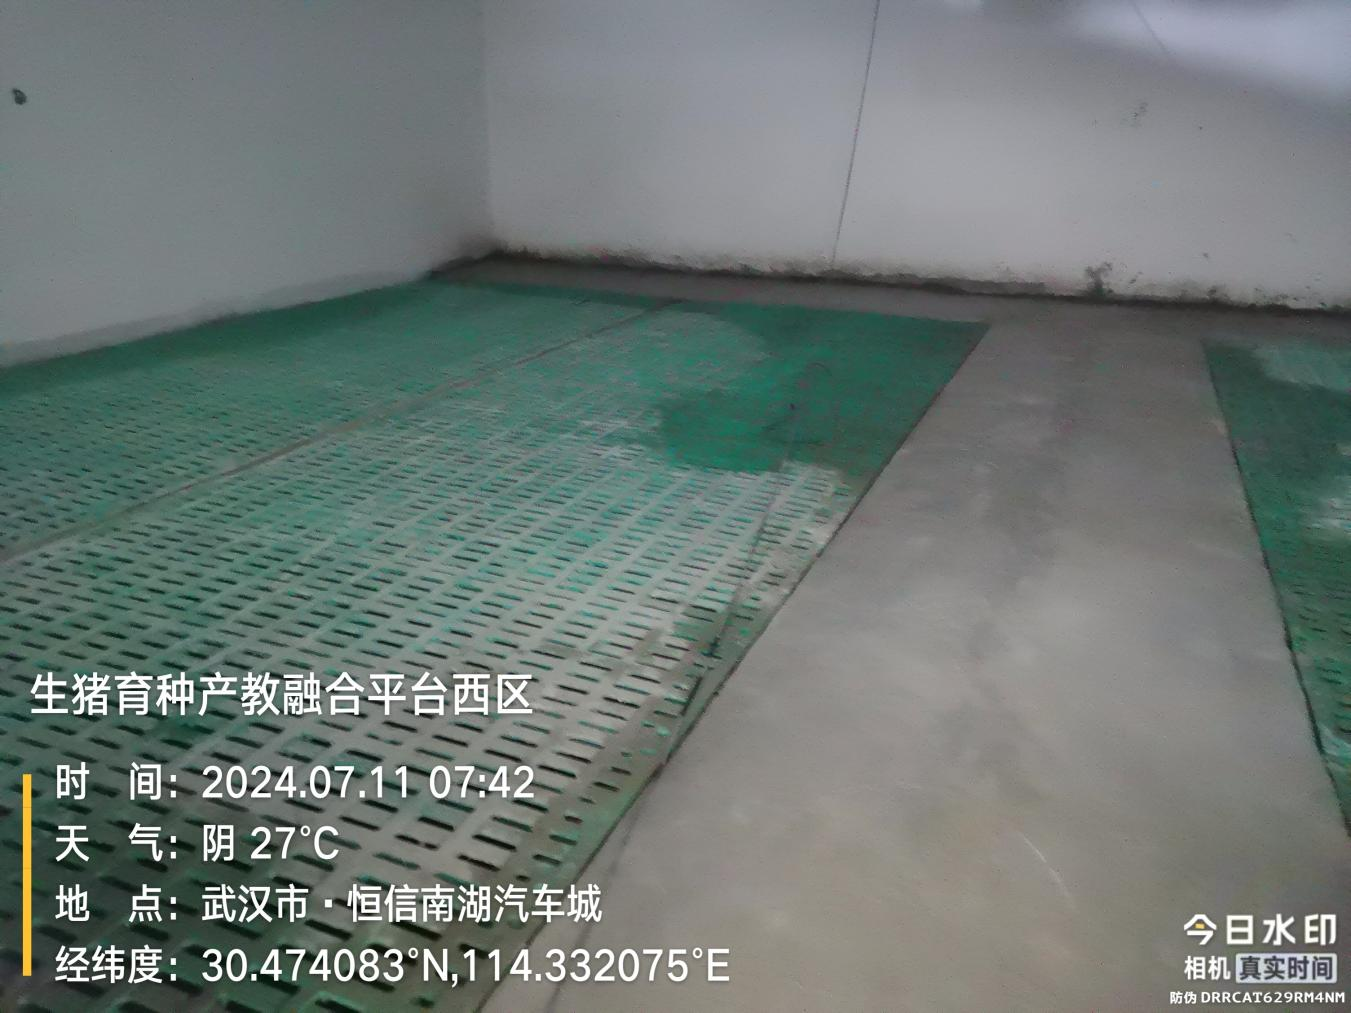 生猪育种产教融合平台西区
时 间：2024.07.11 07:42
天 气：阴 27°C
地 点：武汉市·恒信南湖汽车城
经纬度：30.474083°N,114.332075°E
今日水印
相机 真实时间
防伪 DRRCAT629RM4NM